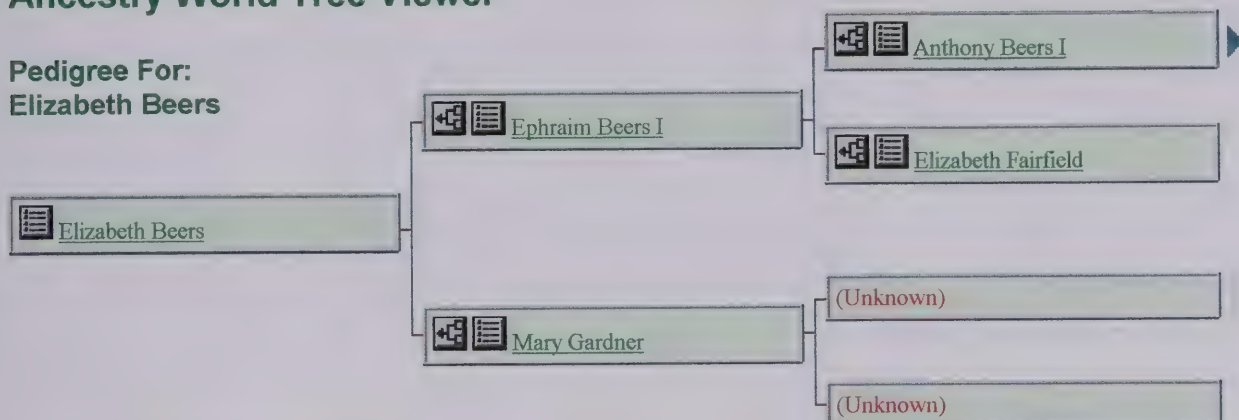 Ancestry World Tree Viewer
Pedigree For:
Elizabeth Beers
Anthony Beers I
Ephraim Beers I
Elizabeth Fairfield
Elizabeth Beers
(Unknown)
Mary Gardner
(Unknown)